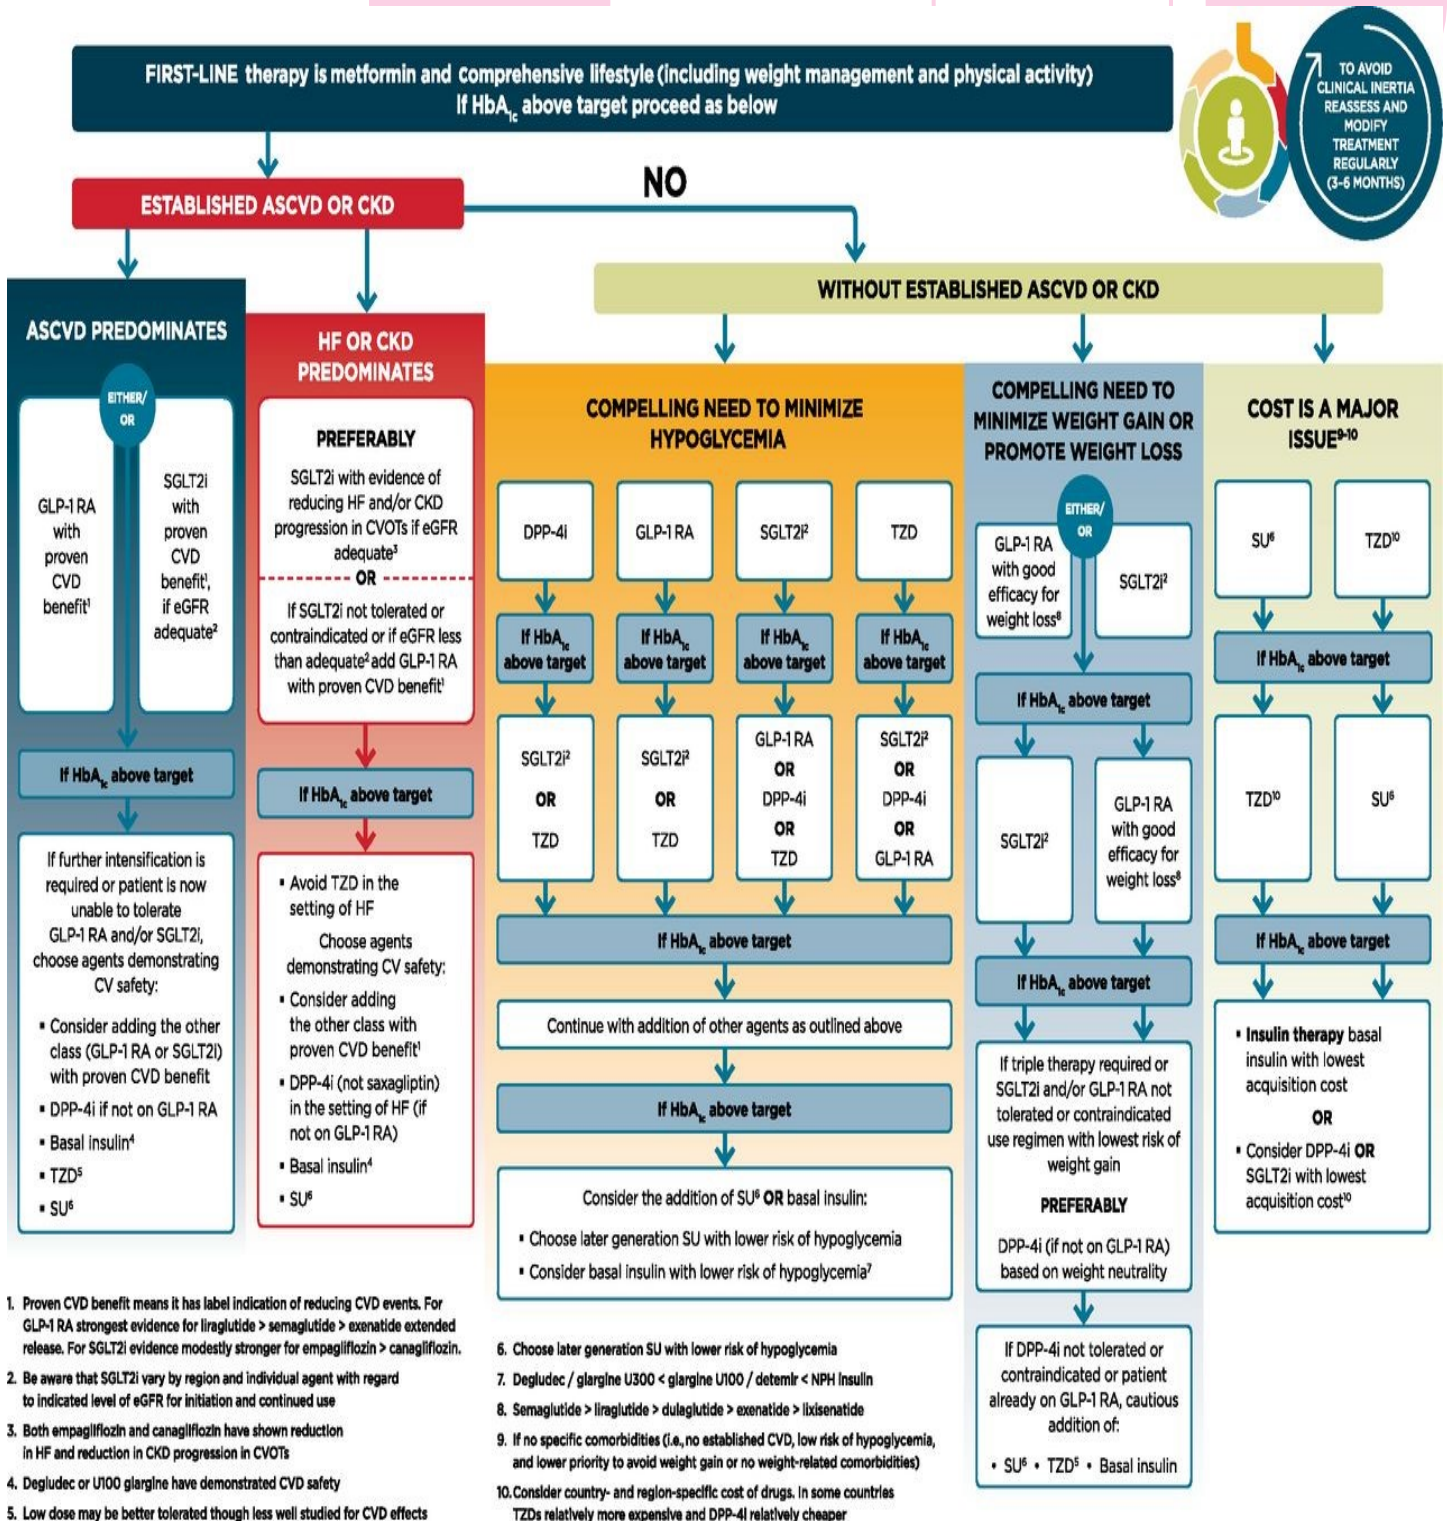 FIRST-LINE therapy is metformin and comprehensive lifestyle (including weight management and physical activity)
If HbA1c above target proceed as below
TO AVOID
CLINICAL INERTIA
REASSESS AND
MODIFY
TREATMENT
REGULARLY
(3-6 MONTHS)
ESTABLISHED ASCVD OR CKD
NO
WITHOUT ESTABLISHED ASCVD OR CKD
ASCVD PREDOMINATES
EITHER/
OR
GLP-1 RA
with
proven
CVD
benefit¹
SGLT2i
with
proven
CVD
benefit¹,
if eGFR
adequate²
If HbA1c above target
If further intensification is
required or patient is now
unable to tolerate
GLP-1 RA and/or SGLT2i,
choose agents demonstrating
CV safety:
▪ Consider adding the other
class (GLP-1 RA or SGLT2i)
with proven CVD benefit
▪ DPP-4i if not on GLP-1 RA
▪ Basal insulin⁴
▪ TZD⁵
▪ SU⁶
HF OR CKD
PREDOMINATES
PREFERABLY
SGLT2i with evidence of
reducing HF and/or CKD
progression in CVOTs if eGFR
adequate³
OR
If SGLT2i not tolerated or
contraindicated or if eGFR less
than adequate² add GLP-1 RA
with proven CVD benefit¹
If HbA1c above target
▪ Avoid TZD in the
setting of HF
Choose agents
demonstrating CV safety:
▪ Consider adding
the other class with
proven CVD benefit¹
▪ DPP-4i (not saxagliptin)
in the setting of HF (if
not on GLP-1 RA)
▪ Basal insulin⁴
▪ SU⁶
COMPELLING NEED TO MINIMIZE
HYPOGLYCEMIA
DPP-4i
GLP-1 RA
SGLT2i²
TZD
If HbA1c
above target
If HbA1c
above target
If HbA1c
above target
If HbA1c
above target
SGLT2i²
OR
TZD
SGLT2i²
OR
TZD
GLP-1 RA
OR
DPP-4i
OR
TZD
SGLT2i²
OR
DPP-4i
OR
GLP-1 RA
If HbA1c above target
Continue with addition of other agents as outlined above
If HbA1c above target
Consider the addition of SU⁶ OR basal insulin:
▪ Choose later generation SU with lower risk of hypoglycemia
▪ Consider basal insulin with lower risk of hypoglycemia⁷
COMPELLING NEED TO
MINIMIZE WEIGHT GAIN OR
PROMOTE WEIGHT LOSS
EITHER/
OR
GLP-1 RA
with good
efficacy for
weight loss⁸
SGLT2i²
If HbA1c above target
SGLT2i²
GLP-1 RA
with good
efficacy for
weight loss⁸
If HbA1c above target
If triple therapy required or
SGLT2i and/or GLP-1 RA not
tolerated or contraindicated
use regimen with lowest risk of
weight gain
PREFERABLY
DPP-4i (if not on GLP-1 RA)
based on weight neutrality
If DPP-4i not tolerated or
contraindicated or patient
already on GLP-1 RA, cautious
addition of:
• SU⁶ • TZD⁵ • Basal insulin
COST IS A MAJOR
ISSUE⁹⁻¹⁰
SU⁶
TZD¹⁰
If HbA1c above target
TZD¹⁰
SU⁶
If HbA1c above target
▪ Insulin therapy basal
insulin with lowest
acquisition cost
OR
▪ Consider DPP-4i OR
SGLT2i with lowest
acquisition cost¹⁰
1. Proven CVD benefit means it has label indication of reducing CVD events. For
GLP-1 RA strongest evidence for liraglutide > semaglutide > exenatide extended
release. For SGLT2i evidence modestly stronger for empagliflozin > canagliflozin.
2. Be aware that SGLT2i vary by region and individual agent with regard
to indicated level of eGFR for initiation and continued use
3. Both empagliflozin and canagliflozin have shown reduction
in HF and reduction in CKD progression in CVOTs
4. Degludec or U100 glargine have demonstrated CVD safety
5. Low dose may be better tolerated though less well studied for CVD effects
6. Choose later generation SU with lower risk of hypoglycemia
7. Degludec / glargine U300 < glargine U100 / detemir < NPH insulin
8. Semaglutide > liraglutide > dulaglutide > exenatide > lixisenatide
9. If no specific comorbidities (i.e., no established CVD, low risk of hypoglycemia,
and lower priority to avoid weight gain or no weight-related comorbidities)
10. Consider country- and region-specific cost of drugs. In some countries
TZDs relatively more expensive and DPP-4i relatively cheaper